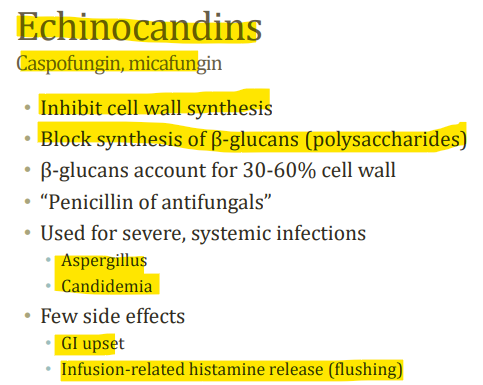 Echinocandins
Caspofungin, micafungin
• Inhibit cell wall synthesis
• Block synthesis of β-glucans (polysaccharides)
• β-glucans account for 30-60% cell wall
• “Penicillin of antifungals”
• Used for severe, systemic infections
• Aspergillus
• Candidemia
• Few side effects
• GI upset
• Infusion-related histamine release (flushing)